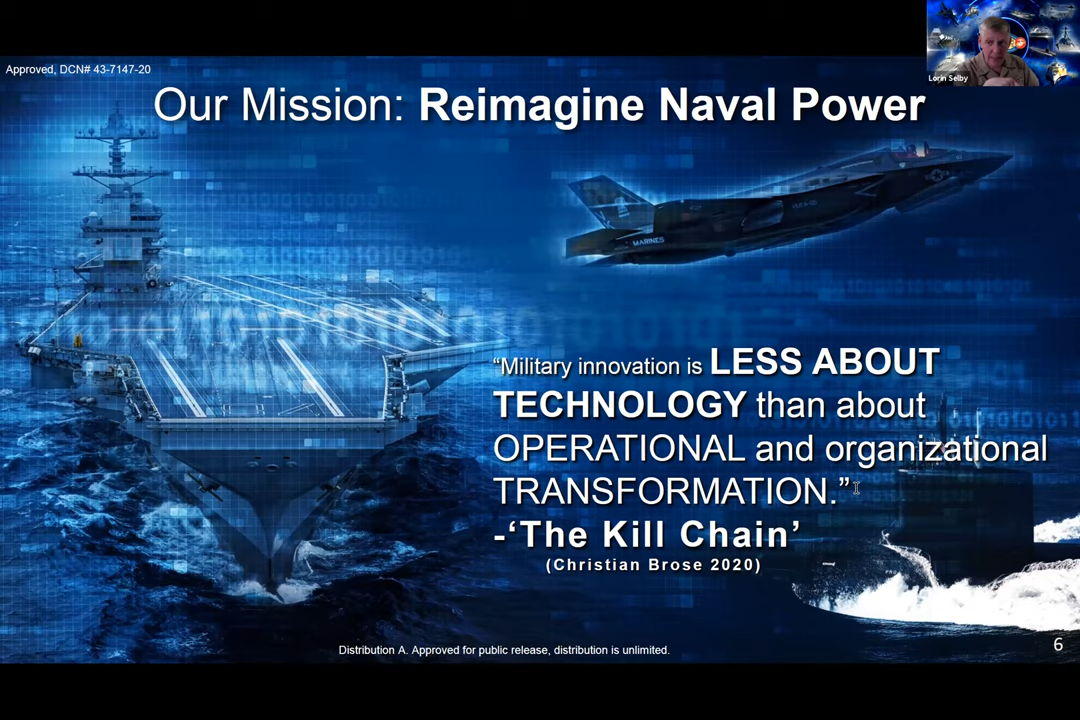 Approved, DCN# 43-7147-20
Lorin Selby
Our Mission: Reimagine Naval Power
MARINES
“Military innovation is LESS ABOUT
TECHNOLOGY than about
OPERATIONAL and organizational
TRANSFORMATION.”
-‘The Kill Chain’
(Christian Brose 2020)
Distribution A. Approved for public release, distribution is unlimited.
6